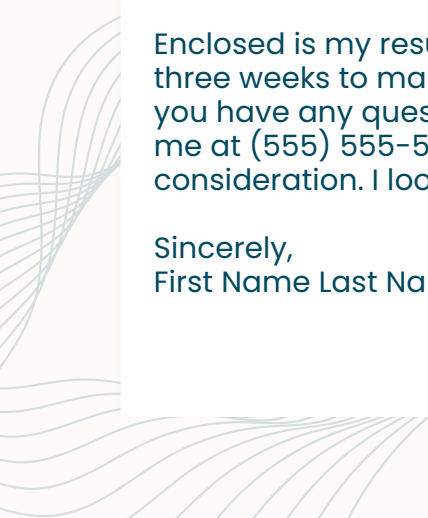 Enclosed is my resu
three weeks to ma
you have any ques
me at (555) 555-5
consideration. I loo
Sincerely,
First Name Last Na